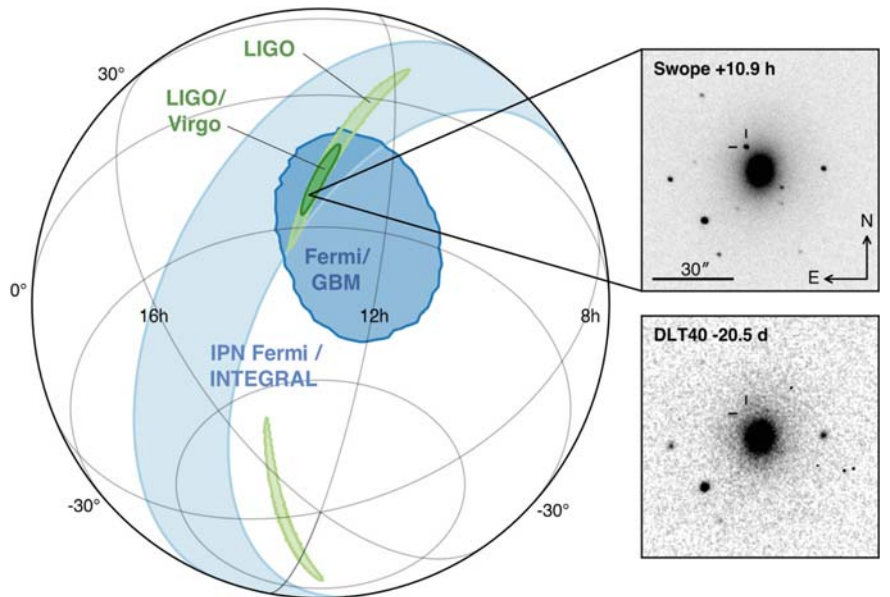 30°
LIGO
LIGO/
Virgo
Fermi/
GBM
0°
16h
12h
8h
IPN Fermi /
INTEGRAL
-30°
-30°
Swope +10.9 h
N
E
30″
DLT40 -20.5 d